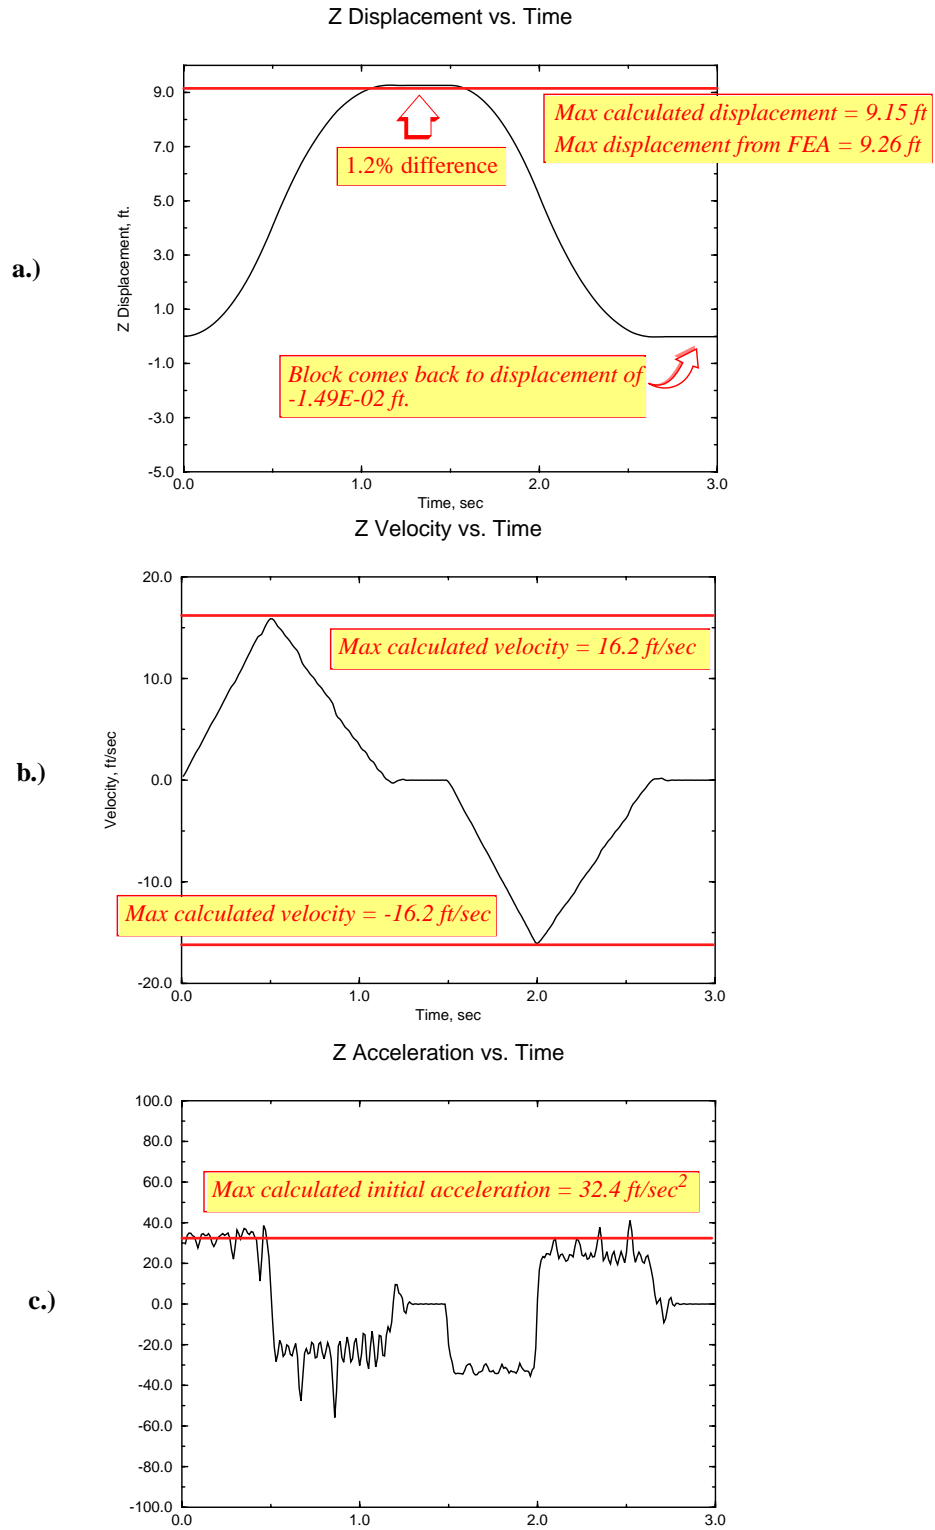 Z Displacement vs. Time
9.0
7.0
5.0
3.0
1.0
-1.0
-3.0
-5.0
Z Displacement, ft.
Max calculated displacement = 9.15 ft
Max displacement from FEA = 9.26 ft
1.2% difference
a.)
Block comes back to displacement of
-1.49E-02 ft.
0.0 1.0 2.0 3.0
Time, sec
Z Velocity vs. Time
20.0
10.0
0.0
-10.0
-20.0
Velocity, ft/sec
Max calculated velocity = 16.2 ft/sec
b.)
Max calculated velocity = -16.2 ft/sec
0.0 1.0 2.0 3.0
Time, sec
Z Acceleration vs. Time
100.0
80.0
60.0
40.0
20.0
0.0
-20.0
-40.0
-60.0
-80.0
-100.0
Max calculated initial acceleration = 32.4 ft/sec2
c.)
0.0 1.0 2.0 3.0